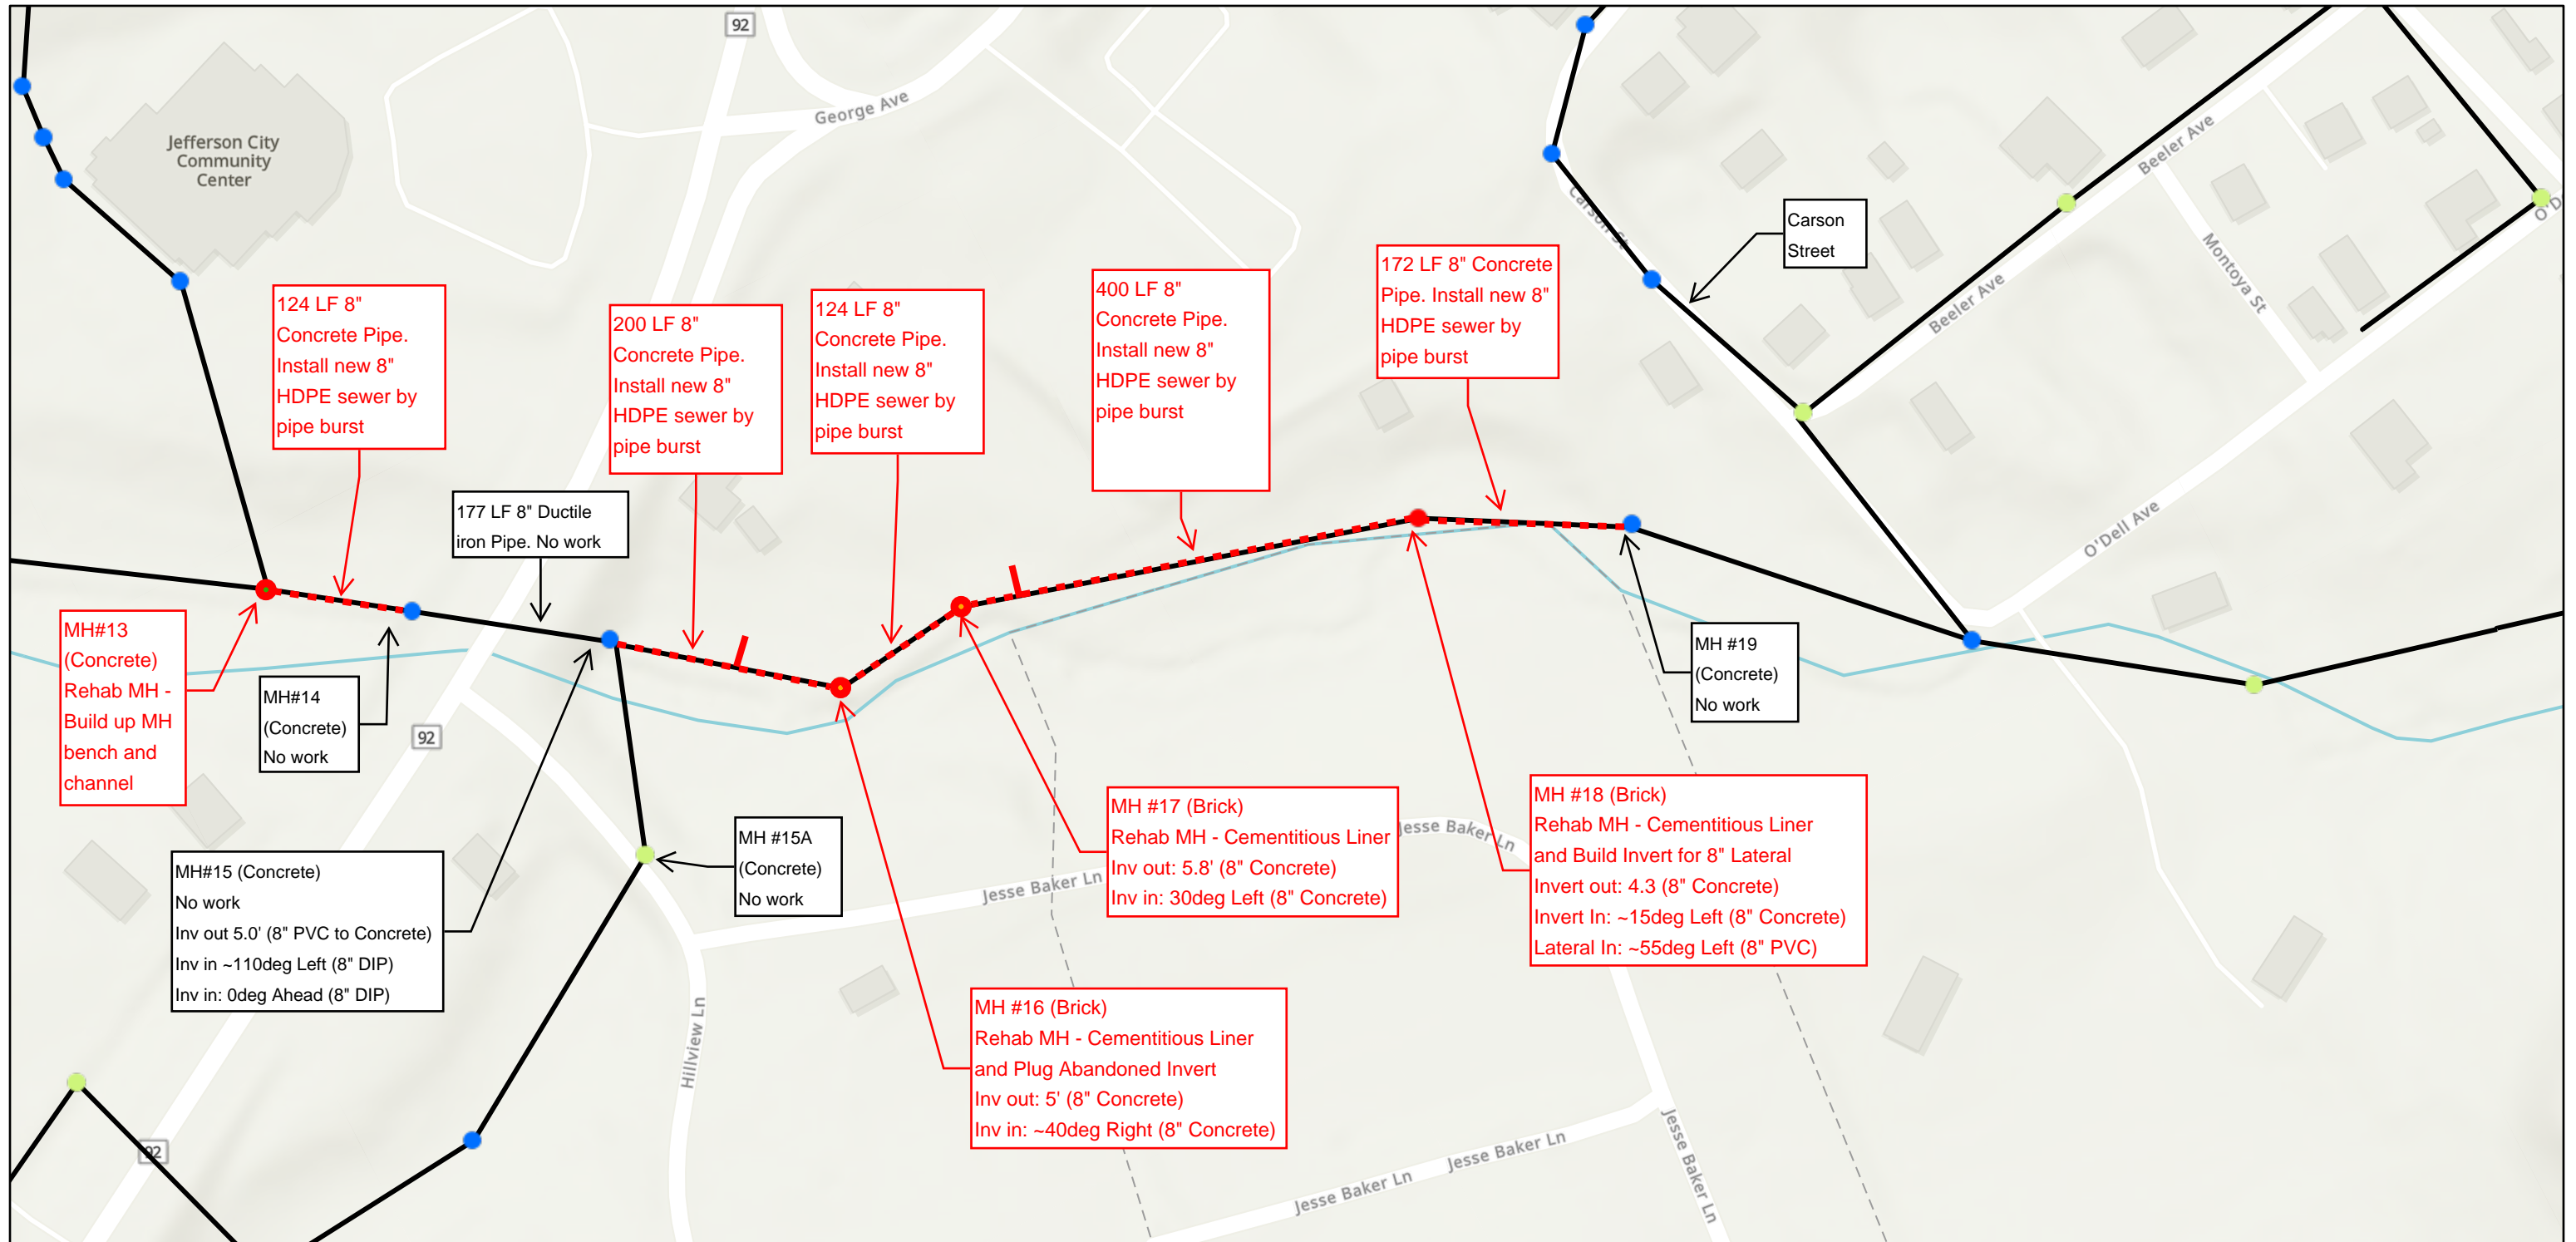 92
George Ave
Jefferson City
Community
Center
Carson St
Carson
Street
Beeler Ave
Beeler Ave
Montoya St
O'D
O'Dell Ave
124 LF 8"
Concrete Pipe.
Install new 8"
HDPE sewer by
pipe burst
200 LF 8"
Concrete Pipe.
Install new 8"
HDPE sewer by
pipe burst
124 LF 8"
Concrete Pipe.
Install new 8"
HDPE sewer by
pipe burst
400 LF 8"
Concrete Pipe.
Install new 8"
HDPE sewer by
pipe burst
172 LF 8" Concrete
Pipe. Install new 8"
HDPE sewer by
pipe burst
177 LF 8" Ductile
iron Pipe. No work
MH#13
(Concrete)
Rehab MH -
Build up MH
bench and
channel
MH#14
(Concrete)
No work
92
MH #19
(Concrete)
No work
MH#15 (Concrete)
No work
Inv out 5.0' (8" PVC to Concrete)
Inv in ~110deg Left (8" DIP)
Inv in: 0deg Ahead (8" DIP)
MH #15A
(Concrete)
No work
MH #17 (Brick)
Rehab MH - Cementitious Liner
Inv out: 5.8' (8" Concrete)
Inv in: 30deg Left (8" Concrete)
MH #18 (Brick)
Rehab MH - Cementitious Liner
and Build Invert for 8" Lateral
Invert out: 4.3 (8" Concrete)
Invert In: ~15deg Left (8" Concrete)
Lateral In: ~55deg Left (8" PVC)
Jesse Baker Ln
Jesse Baker Ln
Hillview Ln
MH #16 (Brick)
Rehab MH - Cementitious Liner
and Plug Abandoned Invert
Inv out: 5' (8" Concrete)
Inv in: ~40deg Right (8" Concrete)
92
Jesse Baker Ln
Jesse Baker Ln
Jesse Baker Ln